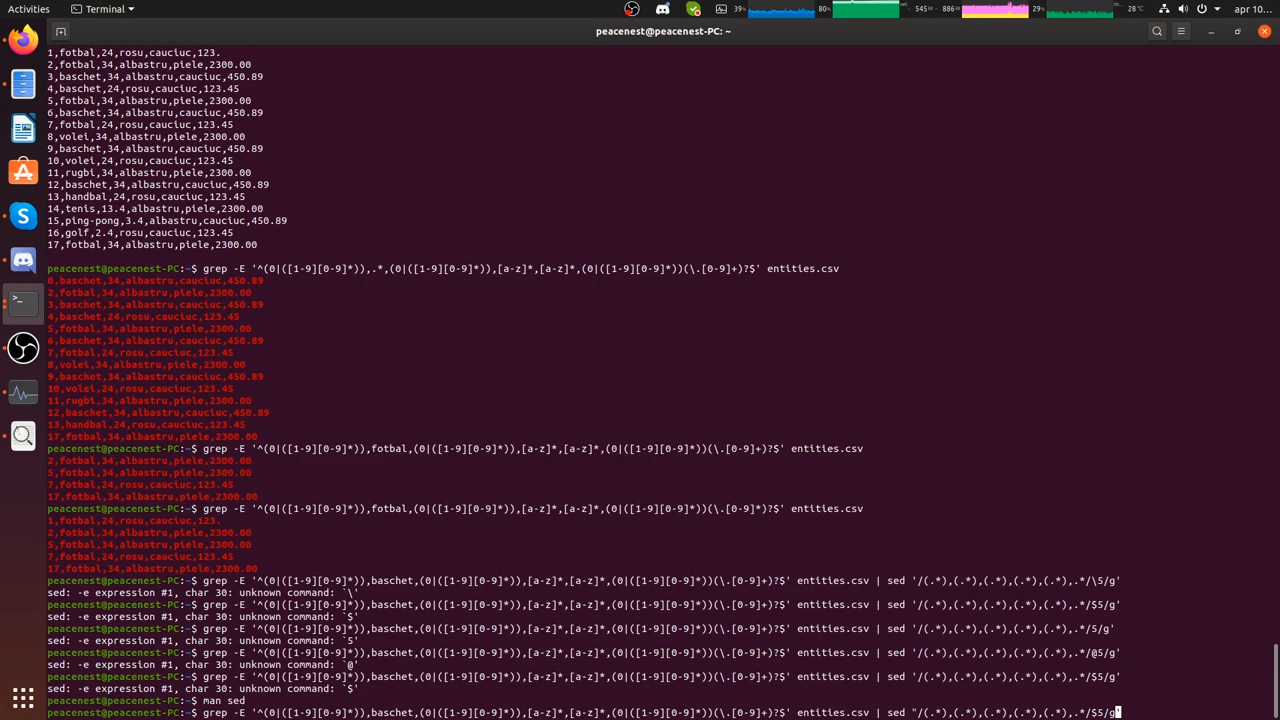 Activities
Terminal
39%
80%
545M
886M
29%
28°C
apr 10…
peacenest@peacenest-PC: ~
1,fotbal,24,rosu,cauciuc,123.
2,fotbal,34,albastru,piele,2300.00
3,baschet,34,albastru,cauciuc,450.89
4,baschet,24,rosu,cauciuc,123.45
5,fotbal,34,albastru,piele,2300.00
6,baschet,34,albastru,cauciuc,450.89
7,fotbal,24,rosu,cauciuc,123.45
8,volei,34,albastru,piele,2300.00
9,baschet,34,albastru,cauciuc,450.89
10,volei,24,rosu,cauciuc,123.45
11,rugbi,34,albastru,piele,2300.00
12,baschet,34,albastru,cauciuc,450.89
13,handbal,24,rosu,cauciuc,123.45
14,tenis,13.4,albastru,piele,2300.00
15,ping-pong,3.4,albastru,cauciuc,450.89
16,golf,2.4,rosu,cauciuc,123.45
17,fotbal,34,albastru,piele,2300.00
peacenest@peacenest-PC:~$ grep -E '^(0|([1-9][0-9]*)),.*,(0|([1-9][0-9]*)),[a-z]*,[a-z]*,(0|([1-9][0-9]*))(\.[0-9]+)?$' entities.csv
0,baschet,34,albastru,cauciuc,450.89
2,fotbal,34,albastru,piele,2300.00
3,baschet,34,albastru,cauciuc,450.89
4,baschet,24,rosu,cauciuc,123.45
5,fotbal,34,albastru,piele,2300.00
6,baschet,34,albastru,cauciuc,450.89
7,fotbal,24,rosu,cauciuc,123.45
8,volei,34,albastru,piele,2300.00
9,baschet,34,albastru,cauciuc,450.89
10,volei,24,rosu,cauciuc,123.45
11,rugbi,34,albastru,piele,2300.00
12,baschet,34,albastru,cauciuc,450.89
13,handbal,24,rosu,cauciuc,123.45
17,fotbal,34,albastru,piele,2300.00
peacenest@peacenest-PC:~$ grep -E '^(0|([1-9][0-9]*)),fotbal,(0|([1-9][0-9]*)),[a-z]*,[a-z]*,(0|([1-9][0-9]*))(\.[0-9]+)?$' entities.csv
2,fotbal,34,albastru,piele,2300.00
5,fotbal,34,albastru,piele,2300.00
7,fotbal,24,rosu,cauciuc,123.45
17,fotbal,34,albastru,piele,2300.00
peacenest@peacenest-PC:~$ grep -E '^(0|([1-9][0-9]*)),fotbal,(0|([1-9][0-9]*)),[a-z]*,[a-z]*,(0|([1-9][0-9]*))(\.[0-9]*)?$' entities.csv
1,fotbal,24,rosu,cauciuc,123.
2,fotbal,34,albastru,piele,2300.00
5,fotbal,34,albastru,piele,2300.00
7,fotbal,24,rosu,cauciuc,123.45
17,fotbal,34,albastru,piele,2300.00
peacenest@peacenest-PC:~$ grep -E '^(0|([1-9][0-9]*)),baschet,(0|([1-9][0-9]*)),[a-z]*,[a-z]*,(0|([1-9][0-9]*))(\.[0-9]+)?$' entities.csv | sed '/(.*),(.*),(.*),(.*),(.*),.*/\5/g'
sed: -e expression #1, char 30: unknown command: `\'
peacenest@peacenest-PC:~$ grep -E '^(0|([1-9][0-9]*)),baschet,(0|([1-9][0-9]*)),[a-z]*,[a-z]*,(0|([1-9][0-9]*))(\.[0-9]+)?$' entities.csv | sed '/(.*),(.*),(.*),(.*),(.*),.*/$5/g'
sed: -e expression #1, char 30: unknown command: `$'
peacenest@peacenest-PC:~$ grep -E '^(0|([1-9][0-9]*)),baschet,(0|([1-9][0-9]*)),[a-z]*,[a-z]*,(0|([1-9][0-9]*))(\.[0-9]+)?$' entities.csv | sed '/(.*),(.*),(.*),(.*),(.*),.*/5/g'
sed: -e expression #1, char 30: unknown command: `5'
peacenest@peacenest-PC:~$ grep -E '^(0|([1-9][0-9]*)),baschet,(0|([1-9][0-9]*)),[a-z]*,[a-z]*,(0|([1-9][0-9]*))(\.[0-9]+)?$' entities.csv | sed '/(.*),(.*),(.*),(.*),(.*),.*/@5/g'
sed: -e expression #1, char 30: unknown command: `@'
peacenest@peacenest-PC:~$ grep -E '^(0|([1-9][0-9]*)),baschet,(0|([1-9][0-9]*)),[a-z]*,[a-z]*,(0|([1-9][0-9]*))(\.[0-9]+)?$' entities.csv | sed '/(.*),(.*),(.*),(.*),(.*),.*/$5/g'
sed: -e expression #1, char 30: unknown command: `$'
peacenest@peacenest-PC:~$ man sed
peacenest@peacenest-PC:~$ grep -E '^(0|([1-9][0-9]*)),baschet,(0|([1-9][0-9]*)),[a-z]*,[a-z]*,(0|([1-9][0-9]*))(\.[0-9]+)?$' entities.csv | sed "/(.*),(.*),(.*),(.*),(.*),.*/$5/g'